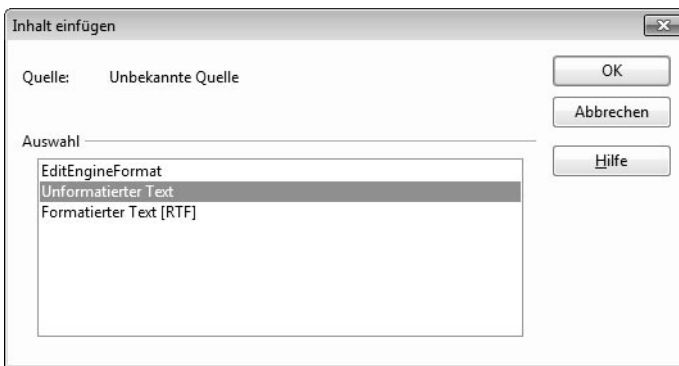 Inhalt einfügen
Quelle: Unbekannte Quelle
OK
Abbrechen
Hilfe
Auswahl
EditEngineFormat
Unformatierter Text
Formatierter Text [RTF]